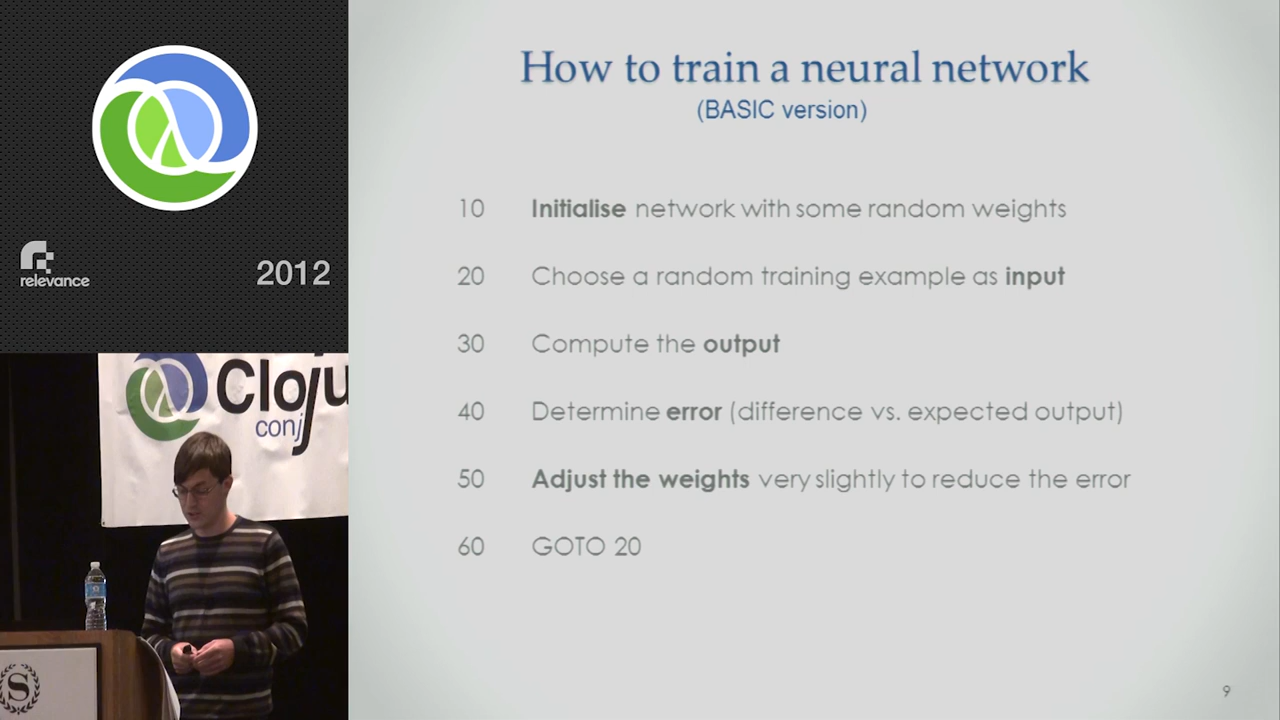 relevance
2012
Cloju
conj
S
How to train a neural network
(BASIC version)
10 Initialise network with some random weights
20 Choose a random training example as input
30 Compute the output
40 Determine error (difference vs. expected output)
50 Adjust the weights very slightly to reduce the error
60 GOTO 20
9